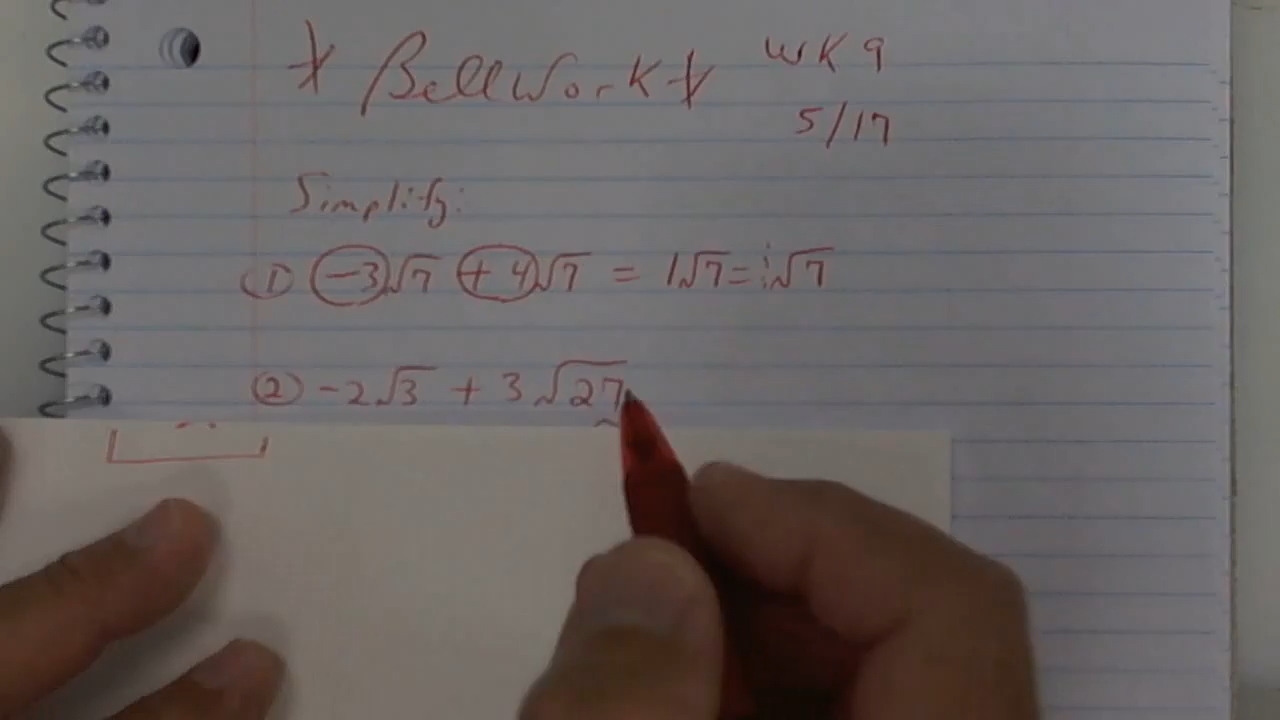 * BellWork * WK 9
5/17
Simplify:
① -3√7 + 4√7 = 1√7 = √7
② -2√3 + 3√27